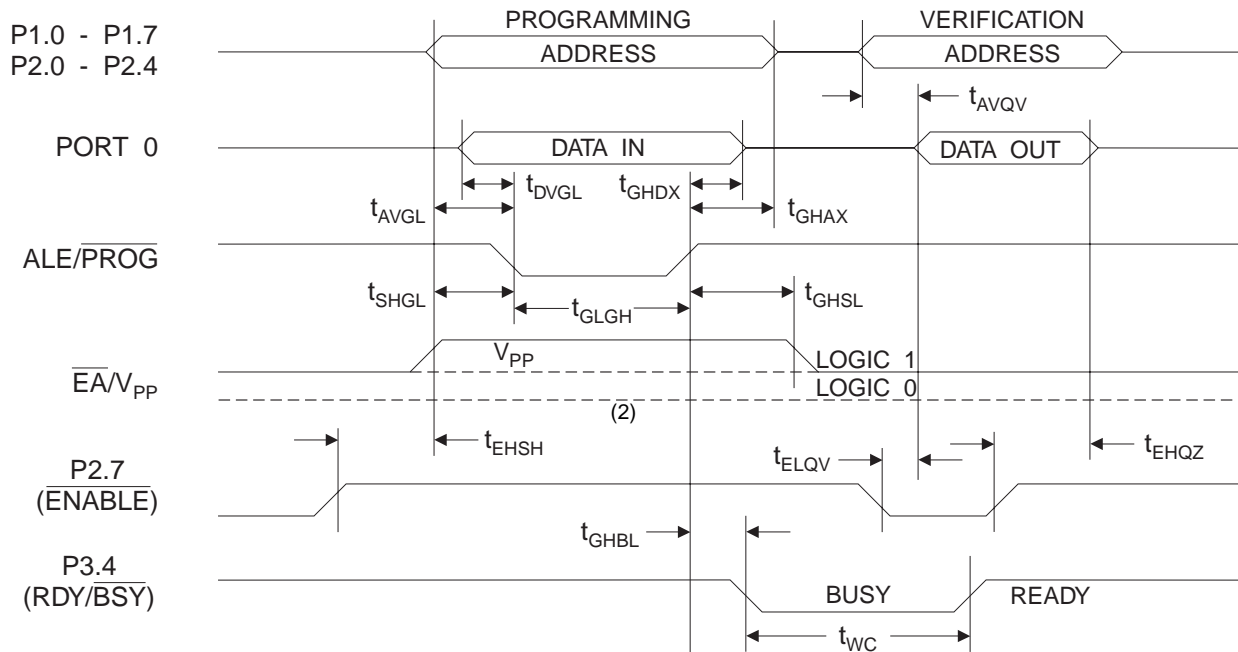 PROGRAMMING VERIFICATION
P1.0 - P1.7
P2.0 - P2.4
ADDRESS ADDRESS
tAVQV
PORT 0 DATA IN DATA OUT
tDVGL tGHDX
tAVGL tGHAX
ALE/PROG
tSHGL tGLGH tGHSL
VPP LOGIC 1
EA/VPP
LOGIC 0
(2)
tEHSH tELQV tEHQZ
P2.7
(ENABLE)
tGHBL
P3.4
(RDY/BSY)
BUSY READY
tWC